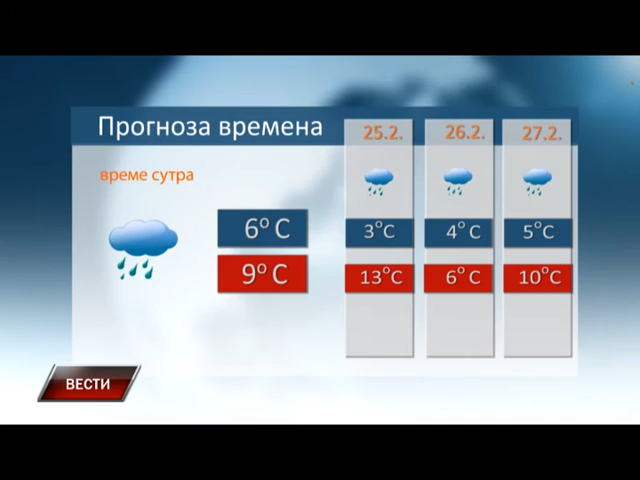 Прогноза времена
време сутра
6° C
9° C
25.2.
3°C
13°C
26.2.
4° C
6° C
27.2.
5°C
10°C
ВЕСТИ